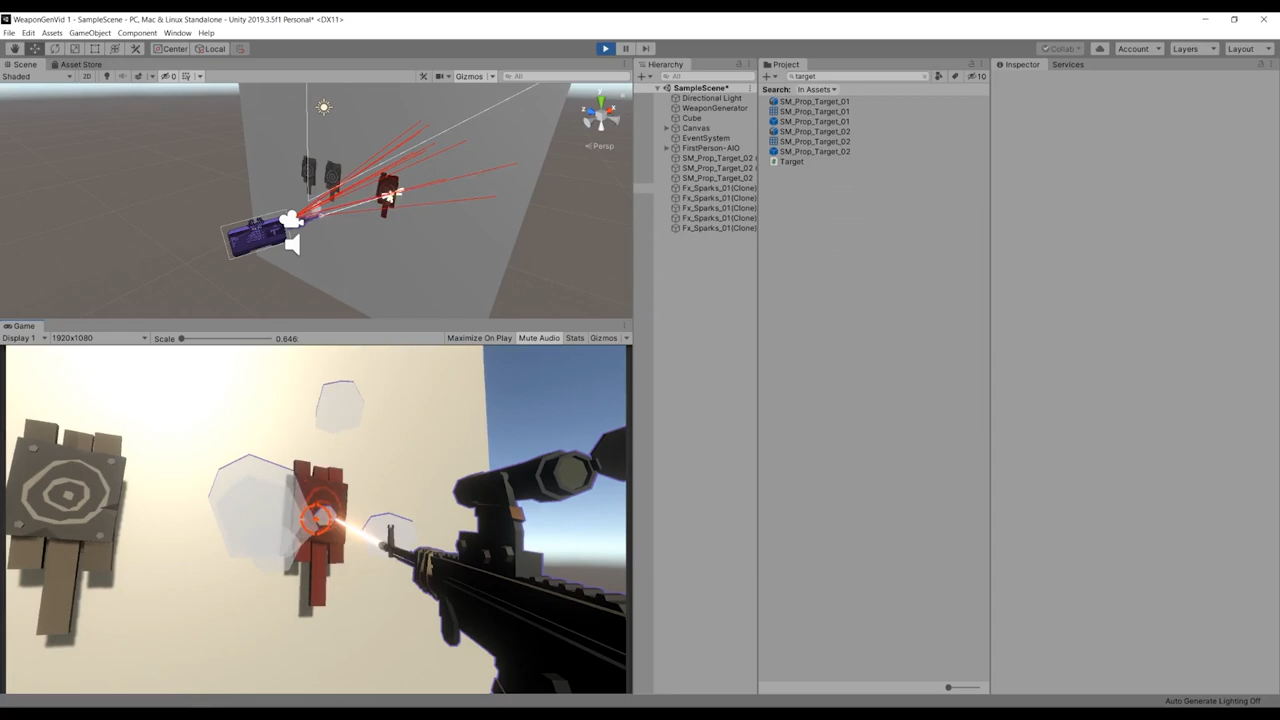 WeaponGenVid 1 - SampleScene - PC, Mac & Linux Standalone - Unity 2019.3.5f1 Personal* <DX11>
File Edit Assets GameObject Component Window Help
Center Local Collab Account Layers Layout
Scene Asset Store
Shaded 2D 0 Gizmos All
Persp
y
x
z
Game
Display 1 1920x1080 Scale 0.646: Maximize On Play Mute Audio Stats Gizmos
Hierarchy
All
SampleScene*
Directional Light
WeaponGenerator
Cube
Canvas
EventSystem
FirstPerson-AIO
SM_Prop_Target_02
SM_Prop_Target_02
SM_Prop_Target_02
Fx_Sparks_01(Clone)
Fx_Sparks_01(Clone)
Fx_Sparks_01(Clone)
Fx_Sparks_01(Clone)
Fx_Sparks_01(Clone)
Project
target 10
Search: In Assets
SM_Prop_Target_01
SM_Prop_Target_01
SM_Prop_Target_01
SM_Prop_Target_02
SM_Prop_Target_02
SM_Prop_Target_02
Target
Inspector Services
Auto Generate Lighting Off